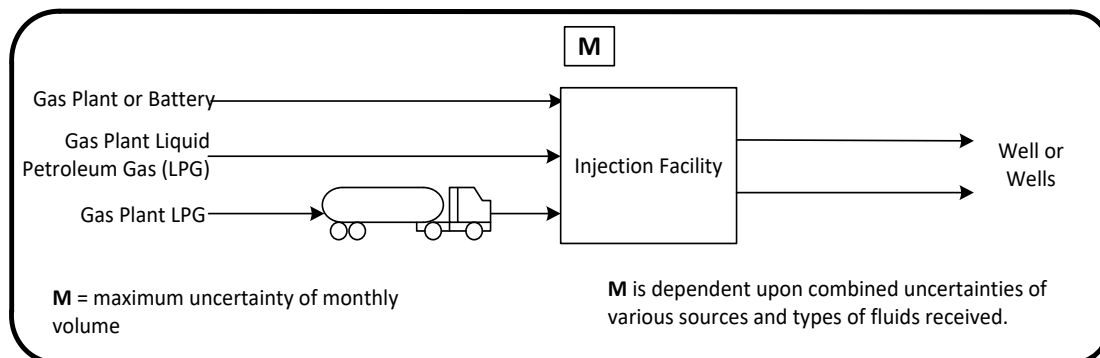 M
Gas Plant or Battery
Gas Plant Liquid
Petroleum Gas (LPG)
Gas Plant LPG
Injection Facility
Well or
Wells
M = maximum uncertainty of monthly
volume
M is dependent upon combined uncertainties of
various sources and types of fluids received.